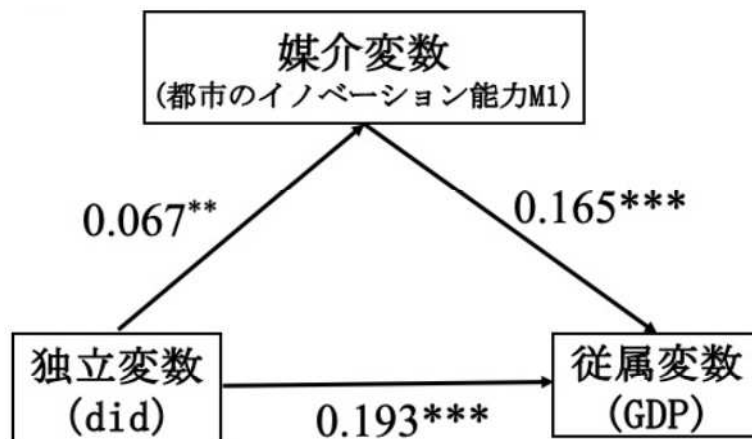 媒介変数
(都市のイノベーション能力M1)
0.067**
0.165***
独立変数
(did)
0.193***
従属変数
(GDP)